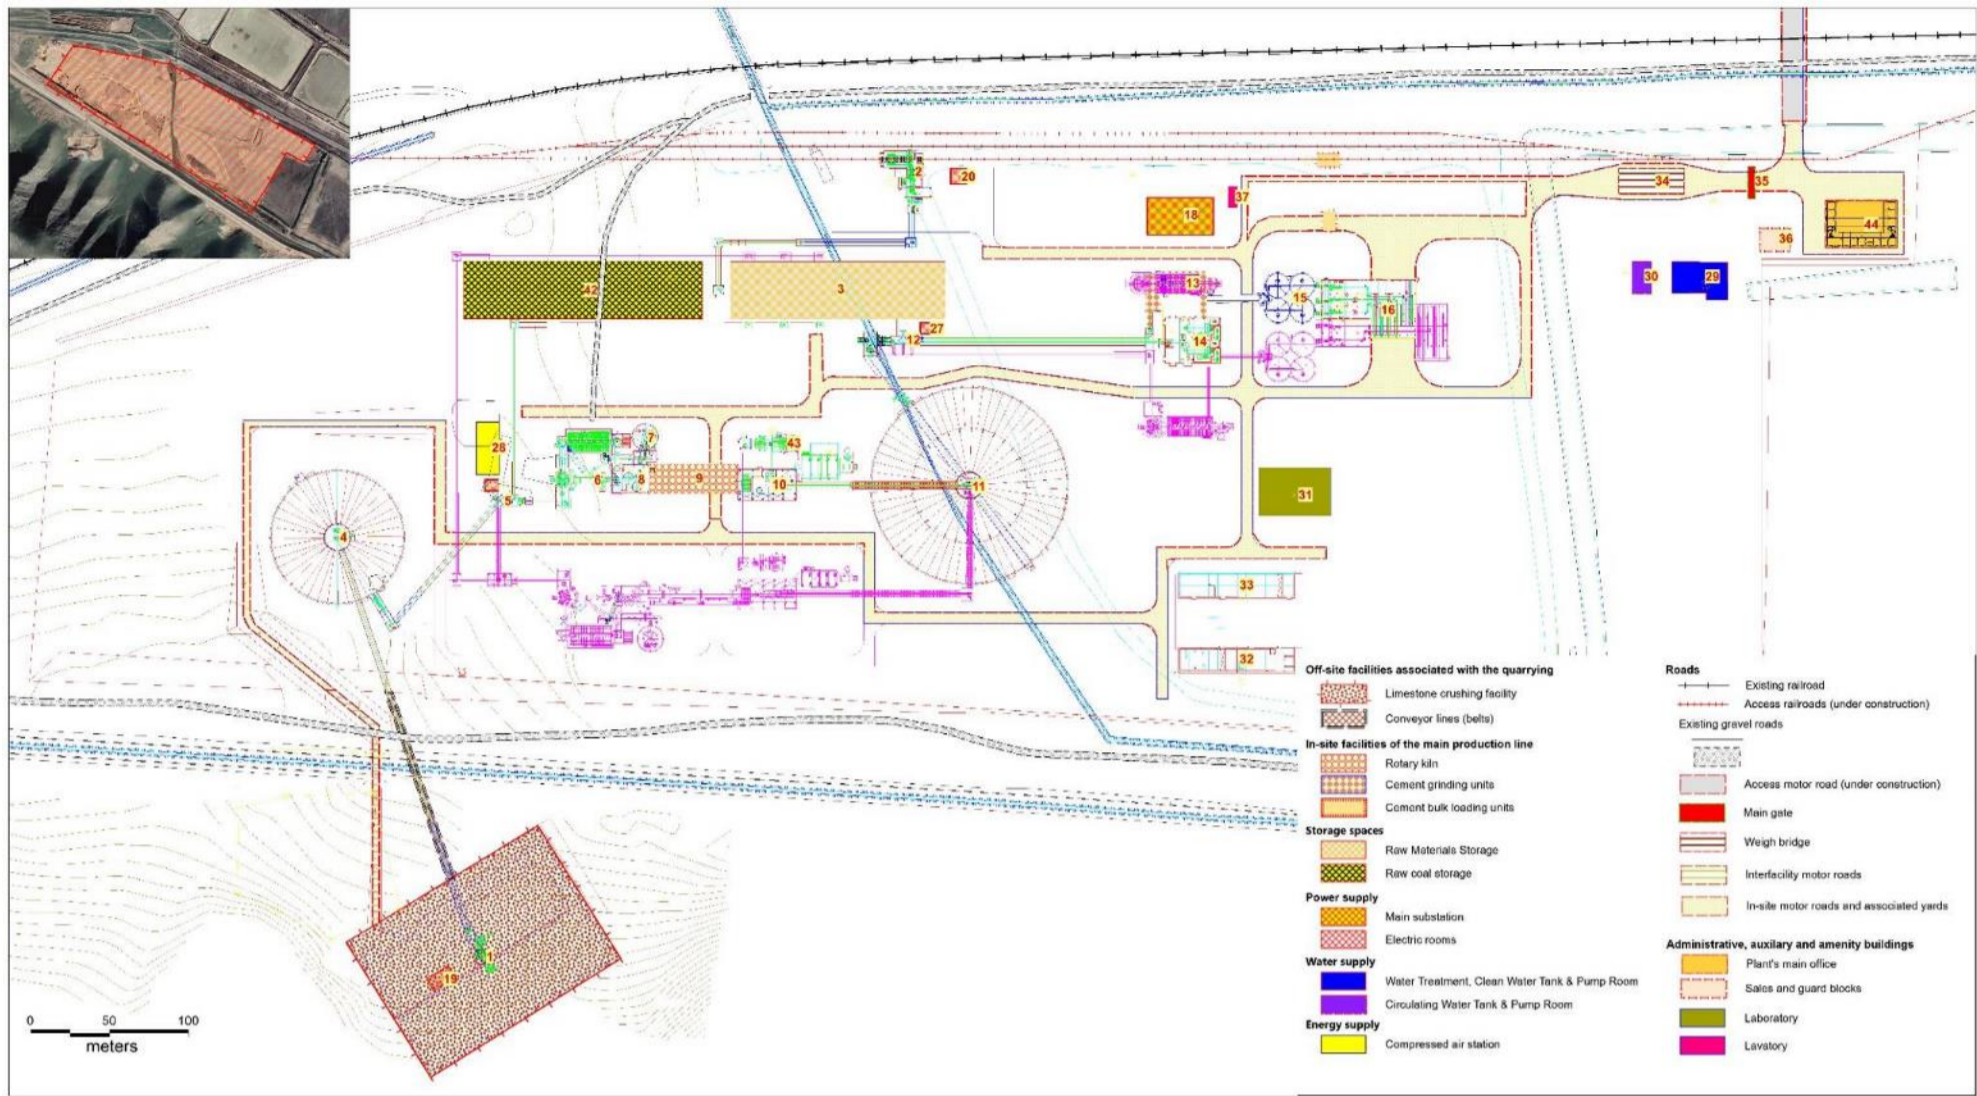 2
20
34
35
37
18
44
36
42
3
13
15
30
29
16
27
12
14
28
7
43
6
8
9
10
11
31
5
4
33
32
1
19
0 50 100
meters
Off-site facilities associated with the quarrying
Limestone crushing facility
Conveyor lines (belts)
In-site facilities of the main production line
Rotary kiln
Cement grinding units
Cement bulk loading units
Storage spaces
Raw Materials Storage
Raw coal storage
Power supply
Main substation
Electric rooms
Water supply
Water Treatment, Clean Water Tank & Pump Room
Circulating Water Tank & Pump Room
Energy supply
Compressed air station
Roads
Existing railroad
Access railroads (under construction)
Existing gravel roads
Access motor road (under construction)
Main gate
Weigh bridge
Interfacility motor roads
In-site motor roads and associated yards
Administrative, auxilary and amenity buildings
Plant's main office
Sales and guard blocks
Laboratory
Lavatory